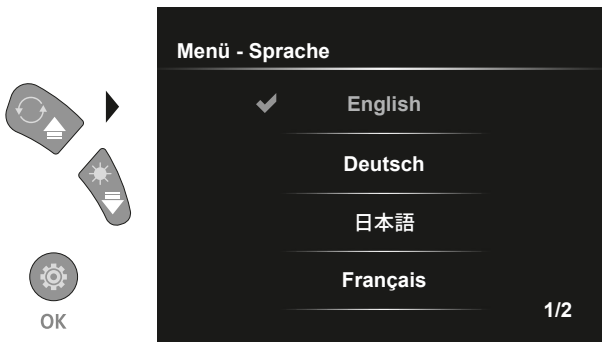 Menü - Sprache
English
Deutsch
日本語
Français
1/2
OK